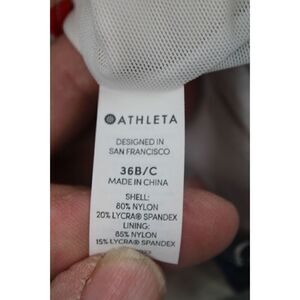 ATHLETA
DESIGNED IN
SAN FRANCISCO
36B/C
MADE IN CHINA
SHELL:
80% NYLON
20% LYCRA® SPANDEX
LINING:
85% NYLON
15% LYCRA® SPANDEX